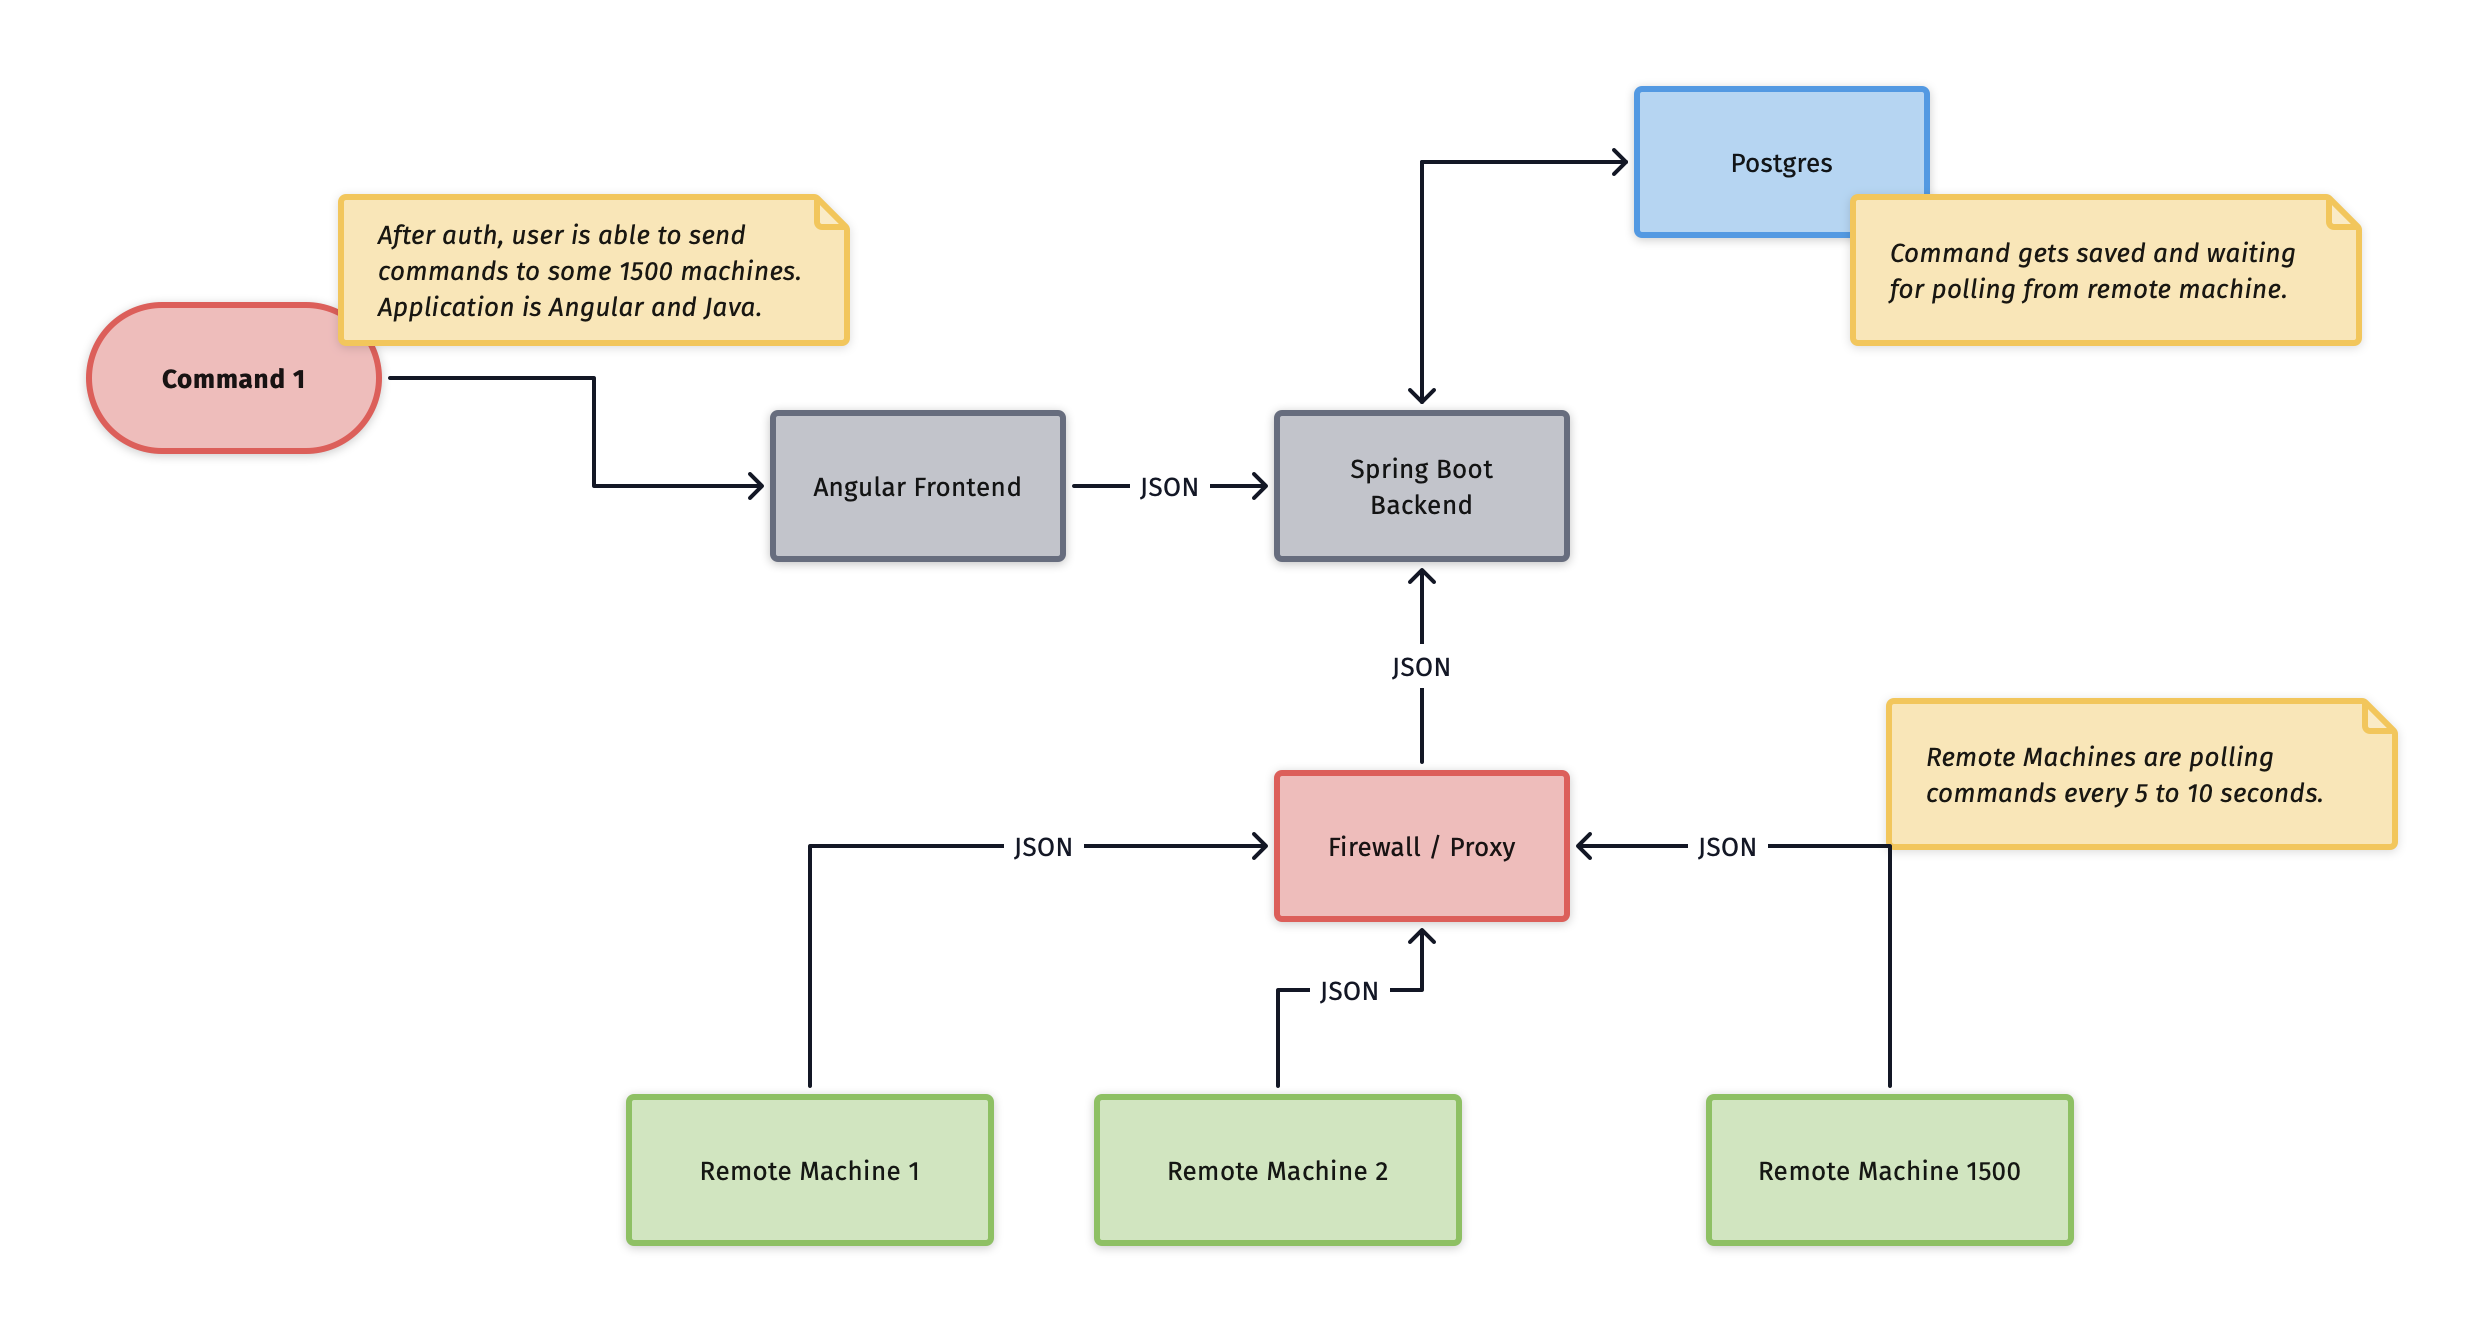 Postgres
After auth, user is able to send
commands to some 1500 machines.
Application is Angular and Java.
Command gets saved and waiting
for polling from remote machine.
Command 1
Angular Frontend
JSON
Spring Boot
Backend
JSON
Remote Machines are polling
commands every 5 to 10 seconds.
JSON
Firewall / Proxy
JSON
JSON
Remote Machine 1
Remote Machine 2
Remote Machine 1500